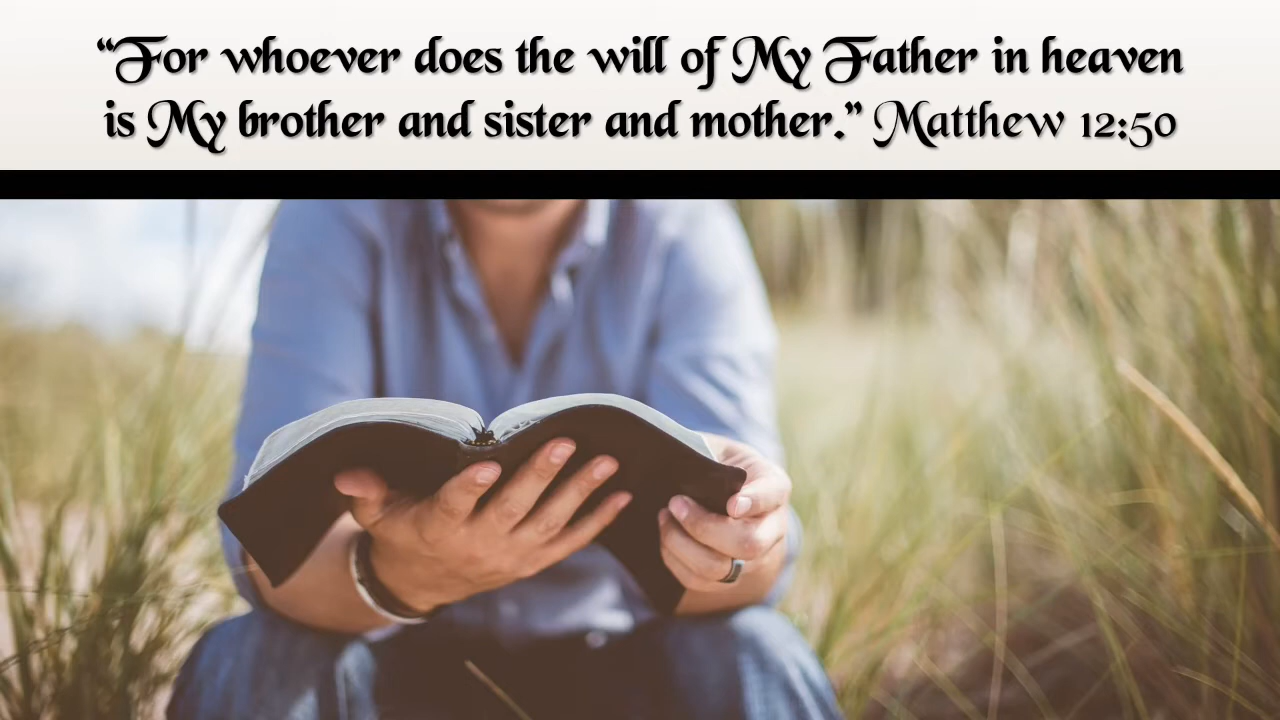 “For whoever does the will of My Father in heaven
is My brother and sister and mother.” Matthew 12:50